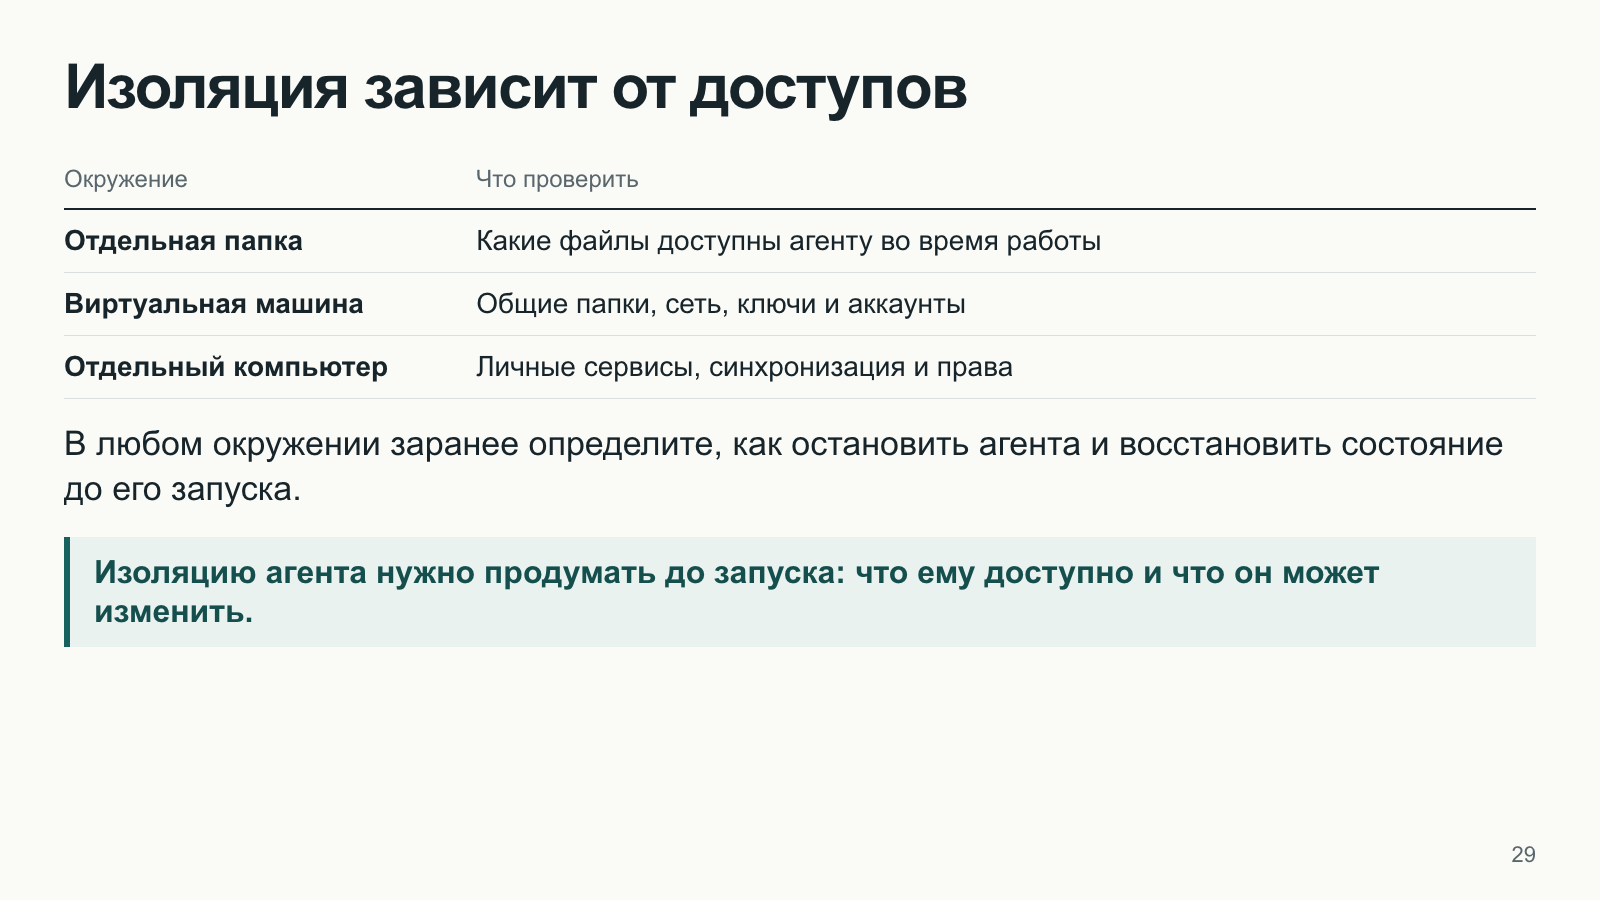 Изоляция зависит от доступов
Окружение Что проверить
Отдельная папка Какие файлы доступны агенту во время работы
Виртуальная машина Общие папки, сеть, ключи и аккаунты
Отдельный компьютер Личные сервисы, синхронизация и права
В любом окружении заранее определите, как остановить агента и восстановить состояние
до его запуска.
Изоляцию агента нужно продумать до запуска: что ему доступно и что он может
изменить.
29